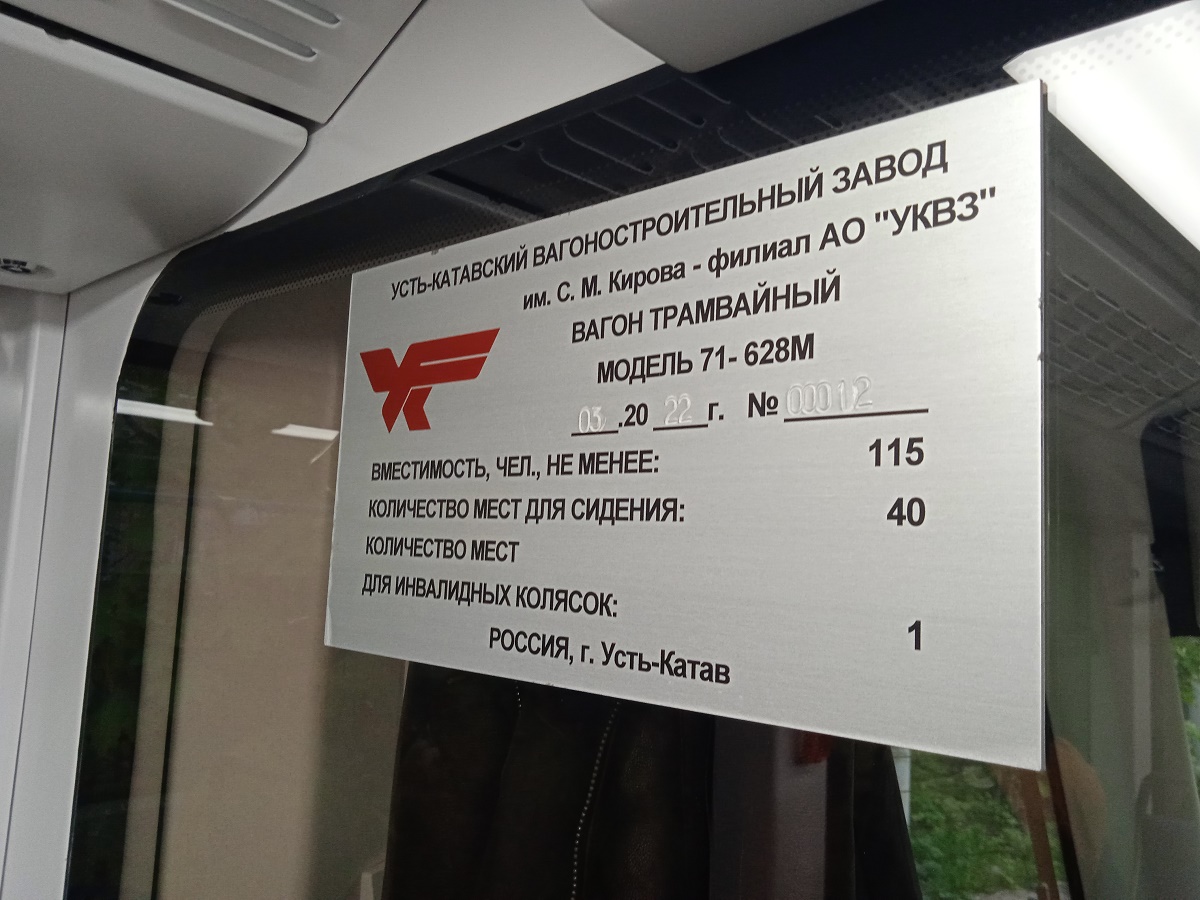 УСТЬ-КАТАВСКИЙ ВАГОНОСТРОИТЕЛЬНЫЙ ЗАВОД
им. С. М. Кирова - филиал АО "УКВЗ"
ВАГОН ТРАМВАЙНЫЙ
МОДЕЛЬ 71- 628М
03.20 22 г. № 00012
ВМЕСТИМОСТЬ, ЧЕЛ., НЕ МЕНЕЕ: 115
КОЛИЧЕСТВО МЕСТ ДЛЯ СИДЕНИЯ: 40
КОЛИЧЕСТВО МЕСТ
ДЛЯ ИНВАЛИДНЫХ КОЛЯСОК: 1
РОССИЯ, г. Усть-Катав